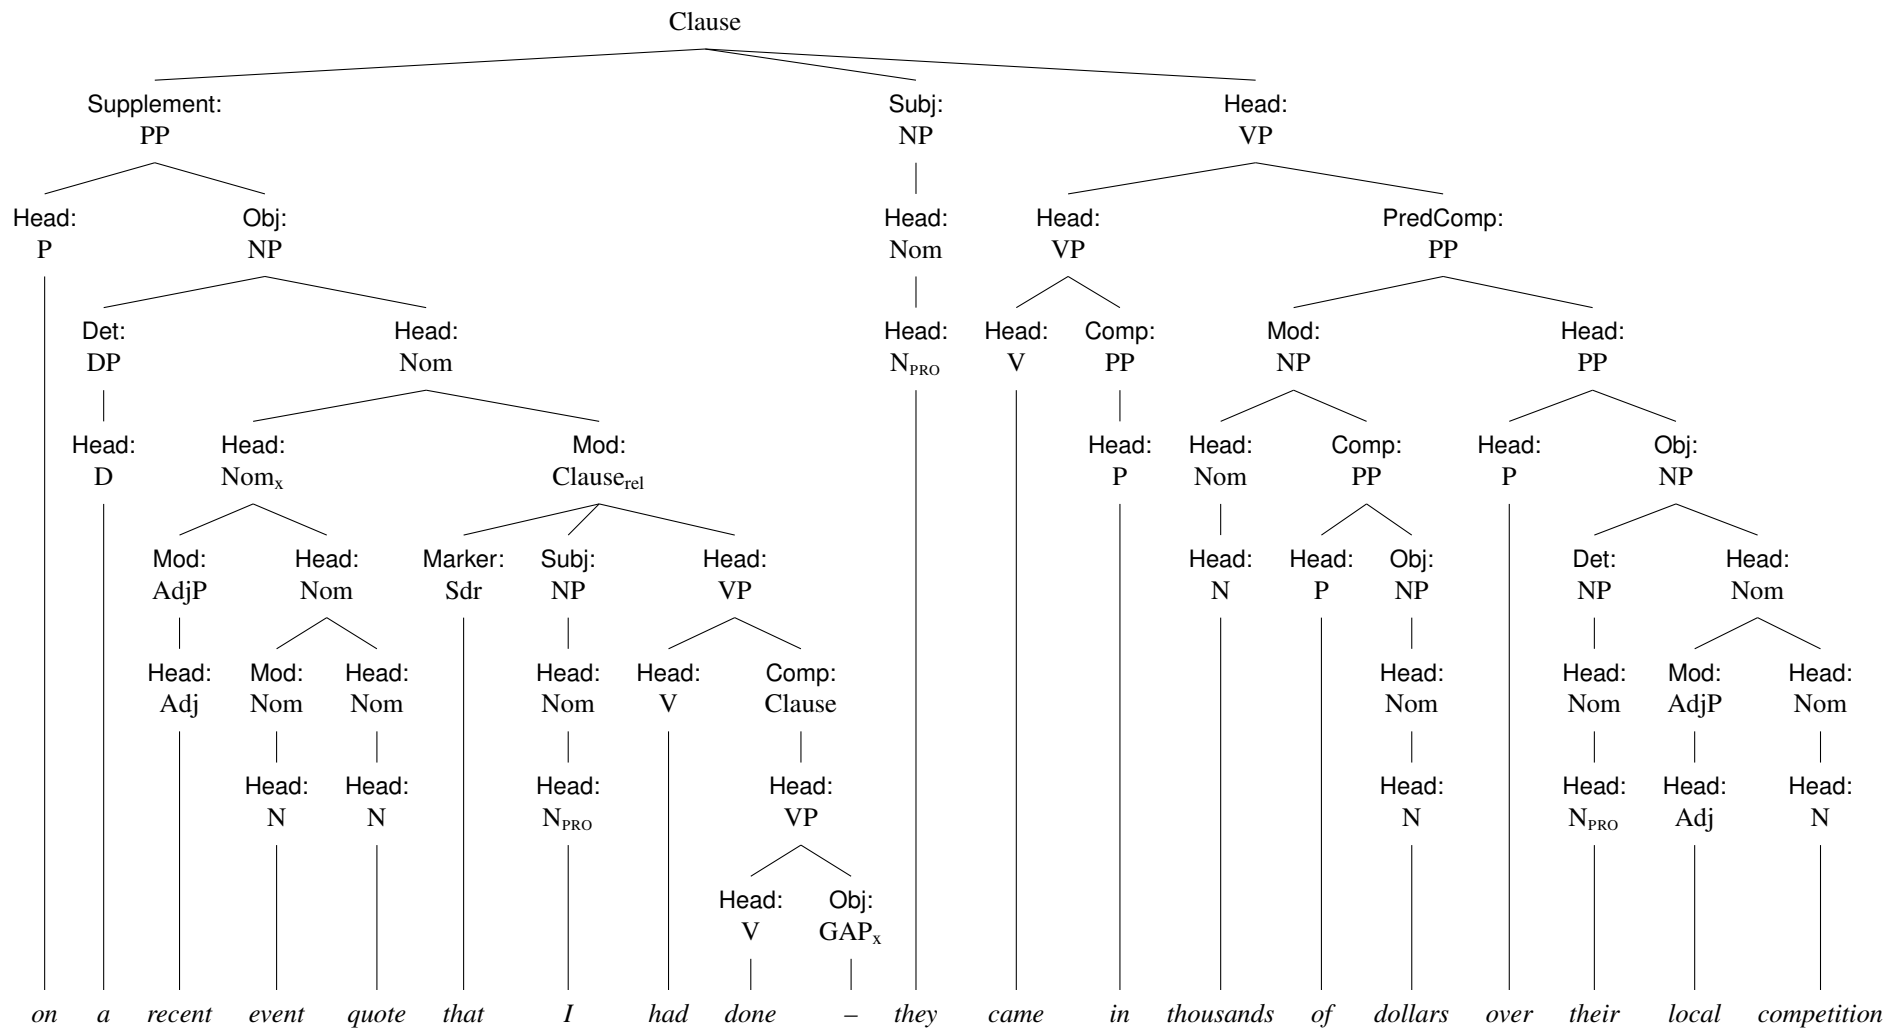 Clause
Supplement: Subj: Head:
PP NP VP
Head: Obj: Head: Head: PredComp:
P NP Nom VP PP
Det: Head: Head: Head: Comp: Mod: Head:
DP Nom N_PRO V PP NP PP
Head: Head: Mod: Head: Head: Comp: Head: Obj:
D Nom_x Clause_rel P Nom PP P NP
Mod: Head: Marker: Subj: Head: Head: Head: Obj: Det: Head:
AdjP Nom Sdr NP VP N P NP NP Nom
Head: Mod: Head: Head: Head: Comp: Head: Head: Mod: Head:
Adj Nom Nom Nom V Clause Nom Nom AdjP Nom
Head: Head: Head: Head: Head: Head: Head: Head:
N N N_PRO VP N N_PRO Adj N
Head: Obj:
V GAP_x
on a recent event quote that I had done – they came in thousands of dollars over their local competition